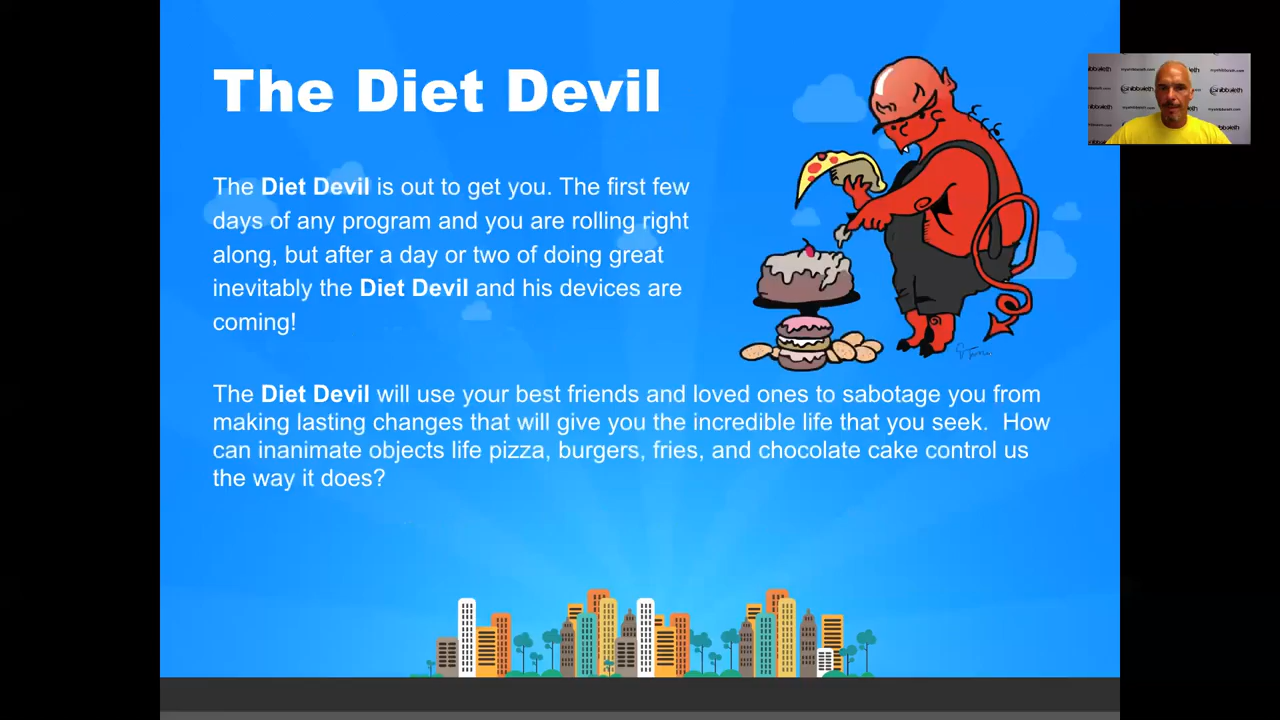 The Diet Devil
The Diet Devil is out to get you. The first few
days of any program and you are rolling right
along, but after a day or two of doing great
inevitably the Diet Devil and his devices are
coming!
The Diet Devil will use your best friends and loved ones to sabotage you from
making lasting changes that will give you the incredible life that you seek.  How
can inanimate objects life pizza, burgers, fries, and chocolate cake control us
the way it does?